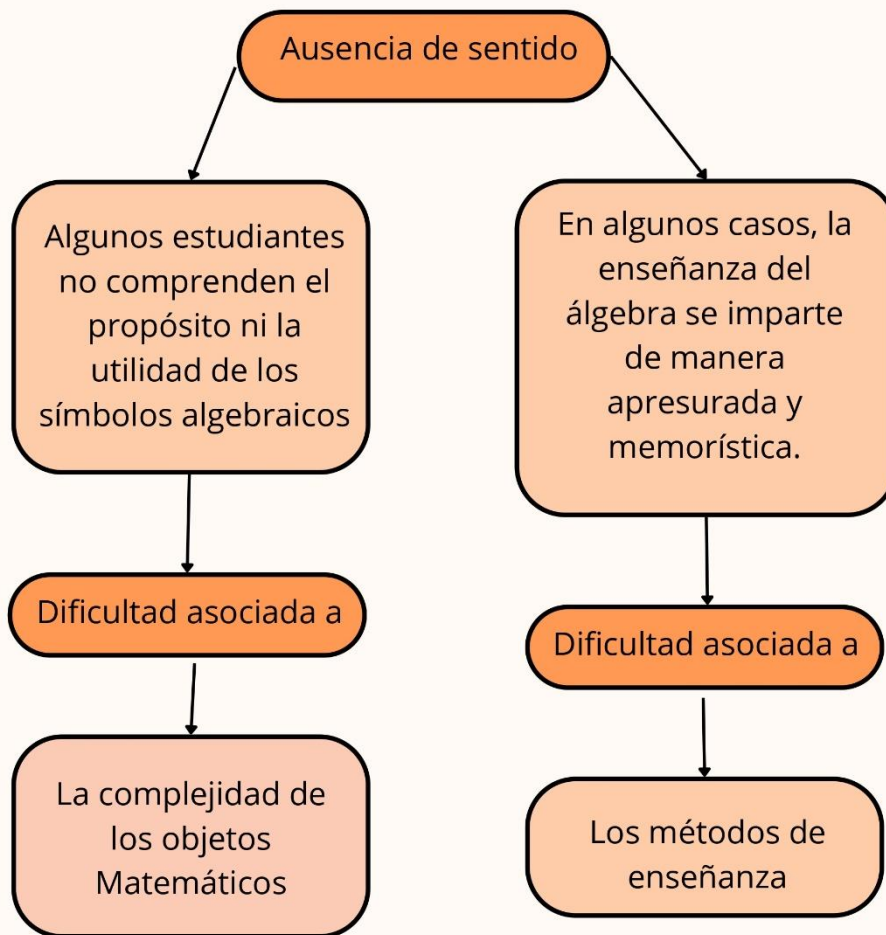 Ausencia de sentido
Algunos estudiantes
no comprenden el
propósito ni la
utilidad de los
símbolos algebraicos
En algunos casos, la
enseñanza del
álgebra se imparte
de manera
apresurada y
memorística.
Dificultad asociada a
Dificultad asociada a
La complejidad de
los objetos
Matemáticos
Los métodos de
enseñanza